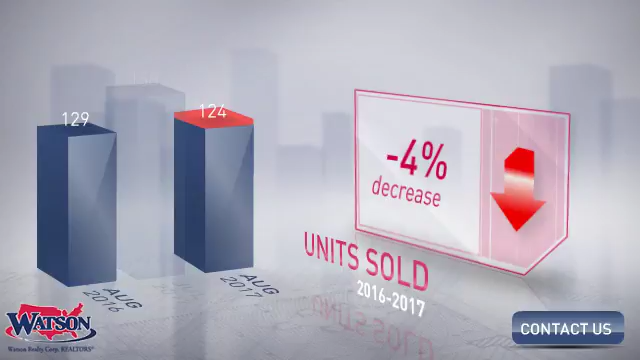 129
124
-4%
decrease
AUG
2016
AUG
2017
UNITS SOLD
2016-2017
WATSON
Watson Realty Corp. REALTORS®
CONTACT US